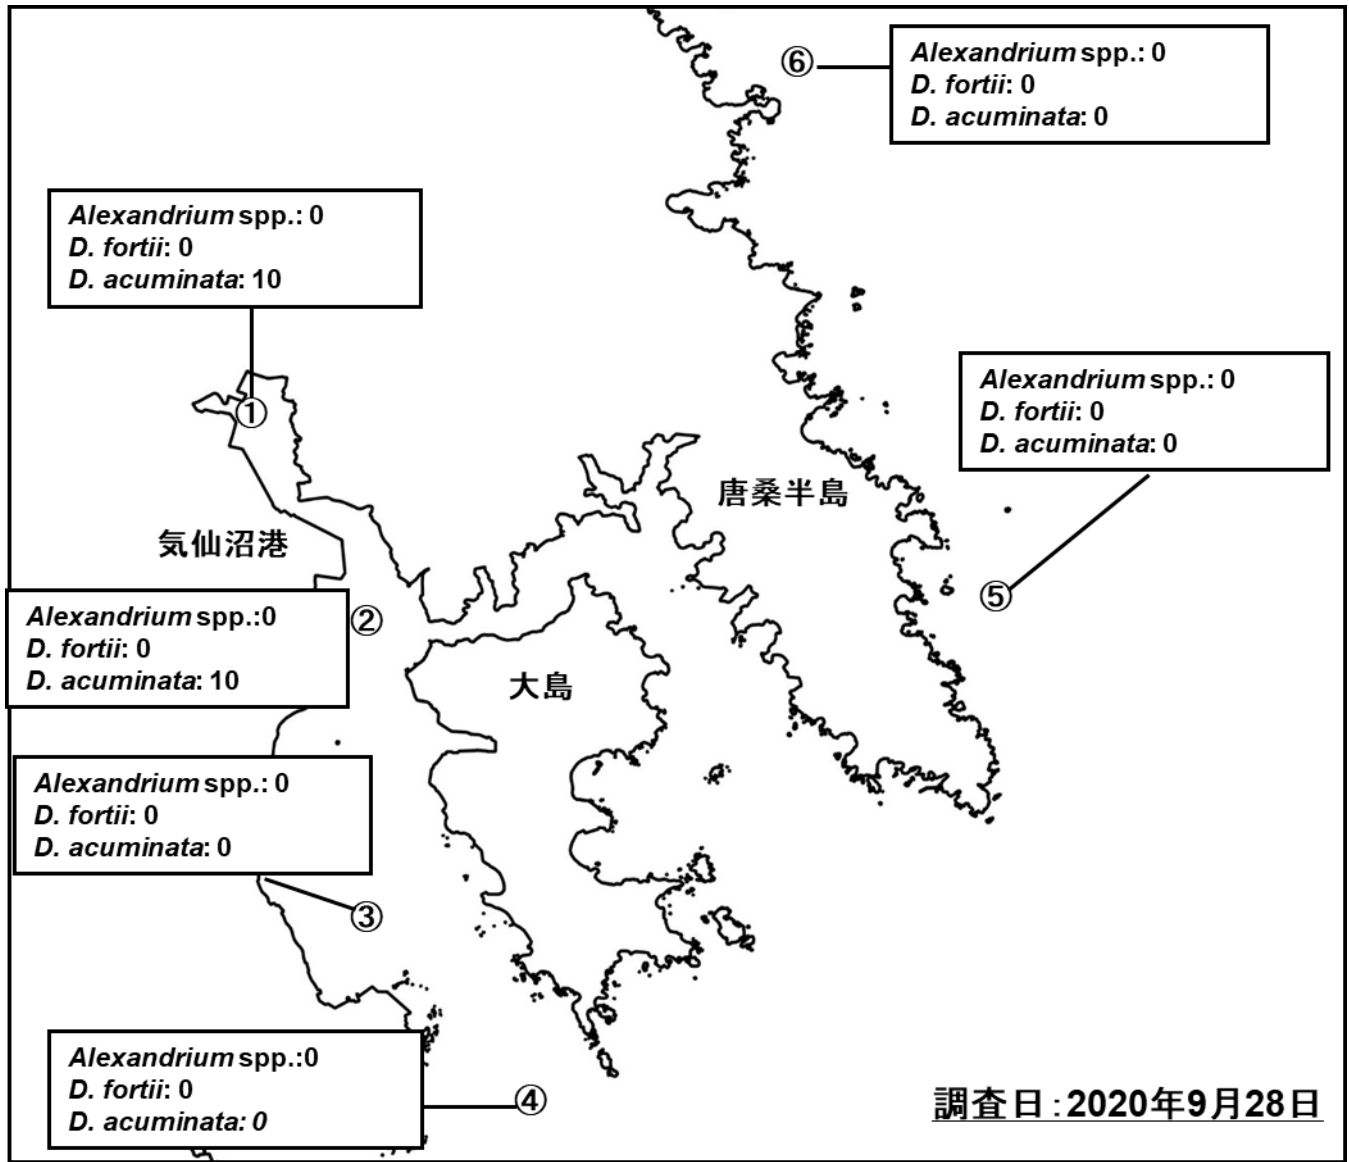 ⑥
Alexandrium spp.: 0
D. fortii: 0
D. acuminata: 0
Alexandrium spp.: 0
D. fortii: 0
D. acuminata: 10
①
Alexandrium spp.: 0
D. fortii: 0
D. acuminata: 0
唐桑半島
気仙沼港
⑤
Alexandrium spp.:0
D. fortii: 0
D. acuminata: 10
②
大島
Alexandrium spp.: 0
D. fortii: 0
D. acuminata: 0
③
Alexandrium spp.:0
D. fortii: 0
D. acuminata: 0
④
調査日:2020年9月28日